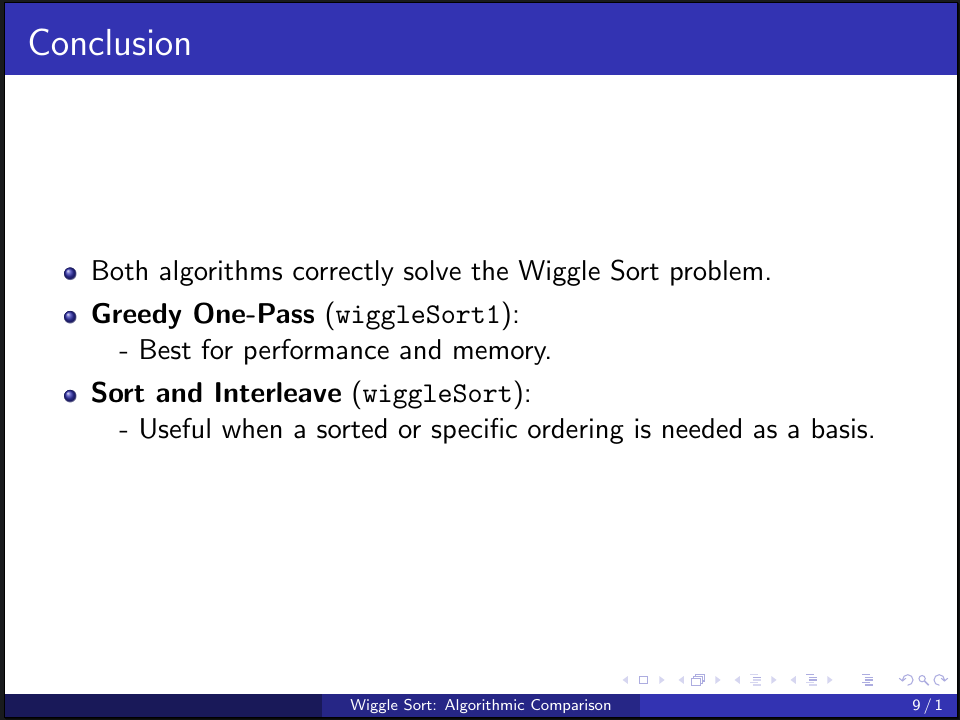 Conclusion
Both algorithms correctly solve the Wiggle Sort problem.
Greedy One-Pass (wiggleSort1):
- Best for performance and memory.
Sort and Interleave (wiggleSort):
- Useful when a sorted or specific ordering is needed as a basis.
Wiggle Sort: Algorithmic Comparison
9 / 1